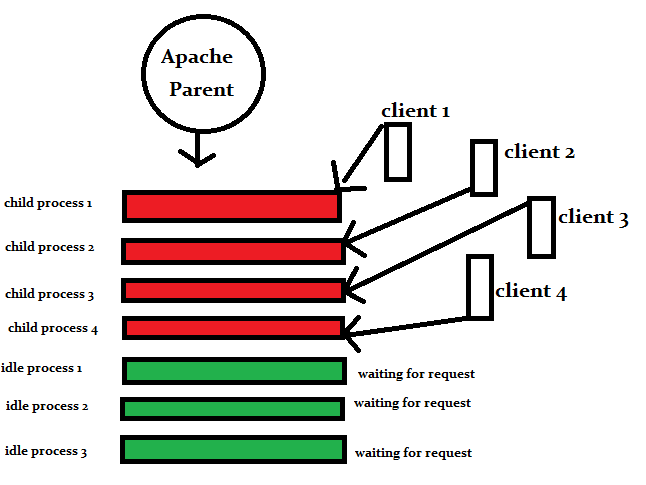 Apache
Parent
client 1
client 2
child process 1
client 3
child process 2
child process 3
client 4
child process 4
idle process 1
waiting for request
idle process 2
waiting for request
idle process 3
waiting for request